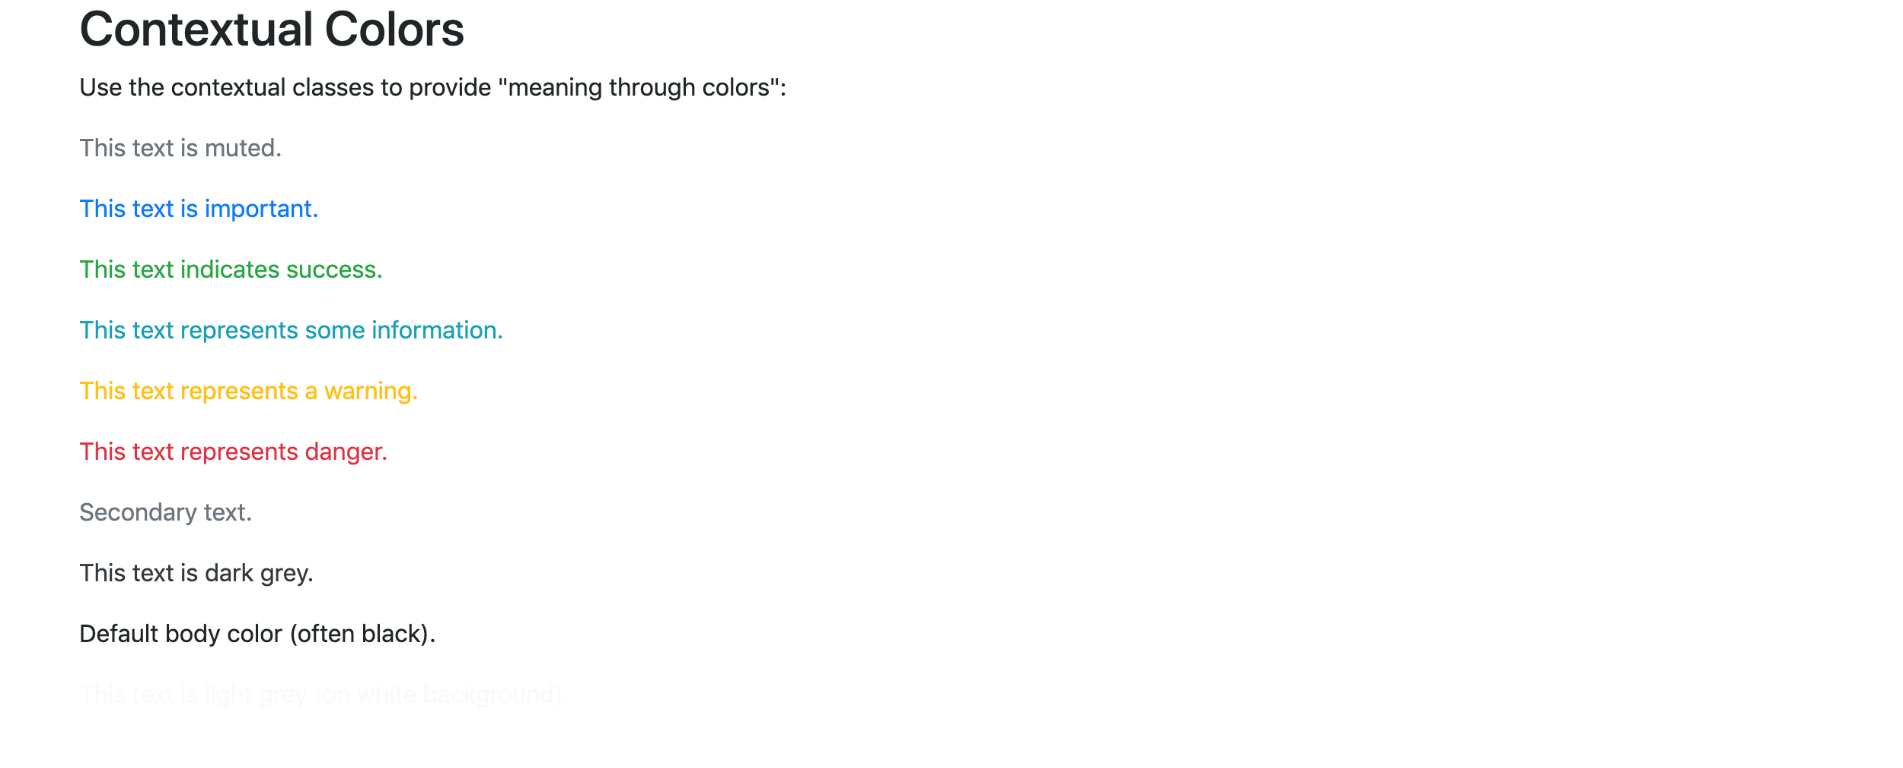 Contextual Colors
Use the contextual classes to provide "meaning through colors":
This text is muted.
This text is important.
This text indicates success.
This text represents some information.
This text represents a warning.
This text represents danger.
Secondary text.
This text is dark grey.
Default body color (often black).
This text is light grey (on white background).